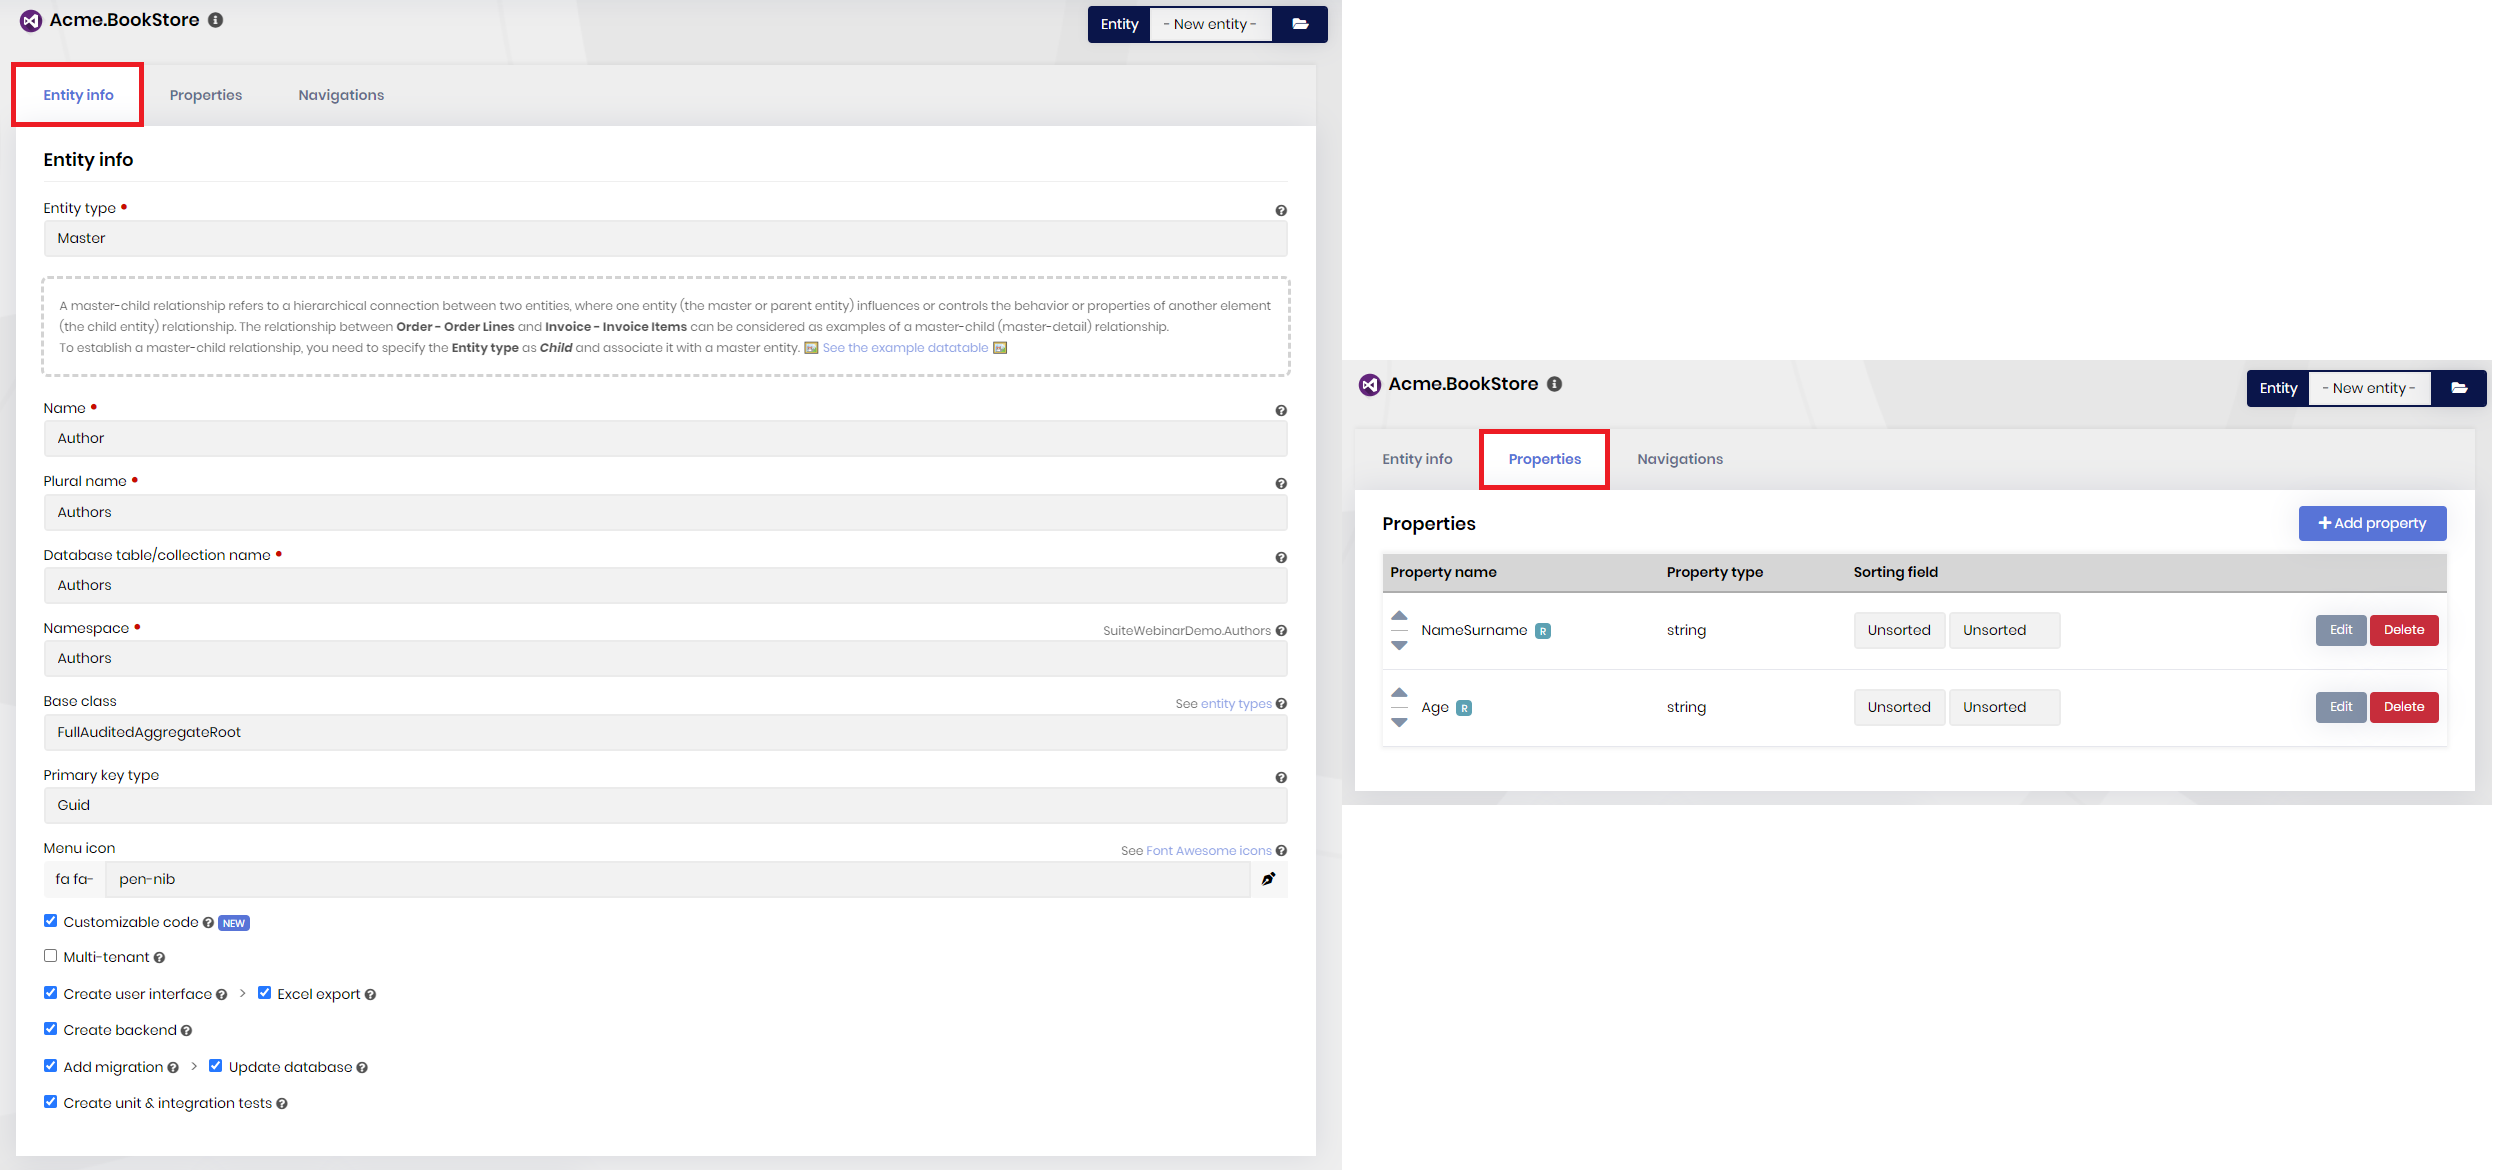 Acme.BookStore
Entity - New entity -
Entity info Properties Navigations
Entity info
Entity type
Master
A master-child relationship refers to a hierarchical connection between two entities, where one entity (the master or parent entity) influences or controls the behavior or properties of another element
(the child entity) relationship. The relationship between Order - Order Lines and Invoice - Invoice Items can be considered as examples of a master-child (master-detail) relationship.
To establish a master-child relationship, you need to specify the Entity type as Child and associate it with a master entity. See the example datatable
Name
Author
Plural name
Authors
Database table/collection name
Authors
Namespace SuiteWebinarDemo.Authors
Authors
Base class See entity types
FullAuditedAggregateRoot
Primary key type
Guid
Menu icon See Font Awesome icons
fa fa- pen-nib
Customizable code NEW
Multi-tenant
Create user interface > Excel export
Create backend
Add migration > Update database
Create unit & integration tests
Acme.BookStore
Entity - New entity -
Entity info Properties Navigations
Properties + Add property
Property name Property type Sorting field
NameSurname R string Unsorted Unsorted Edit Delete
Age R string Unsorted Unsorted Edit Delete